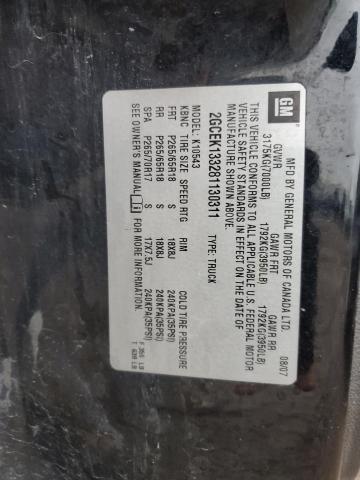 GM
MFD BY GENERAL MOTORS OF CANADA LTD.
08/07
GVWR GAWR FRT GAWR RR
3175KG(7000LB) 1792KG(3950LB) 1792KG(3950LB)
THIS VEHICLE CONFORMS TO ALL APPLICABLE U.S. FEDERAL MOTOR
VEHICLE SAFETY STANDARDS IN EFFECT ON THE DATE OF
MANUFACTURE SHOWN ABOVE.
2GCEK133281130311 TYPE: TRUCK
MODEL: K10543
KBNC TIRE SIZE SPEED RTG RIM COLD TIRE PRESSURE
FRT P265/65R18 S 18X8J 240KPA(35PSI)
RR P265/65R18 S 18X8J 240KPA(35PSI)
SPA P265/70R17 S 17X7.5J 240KPA(35PSI)
SEE OWNER'S MANUAL i FOR MORE INFORMATION.